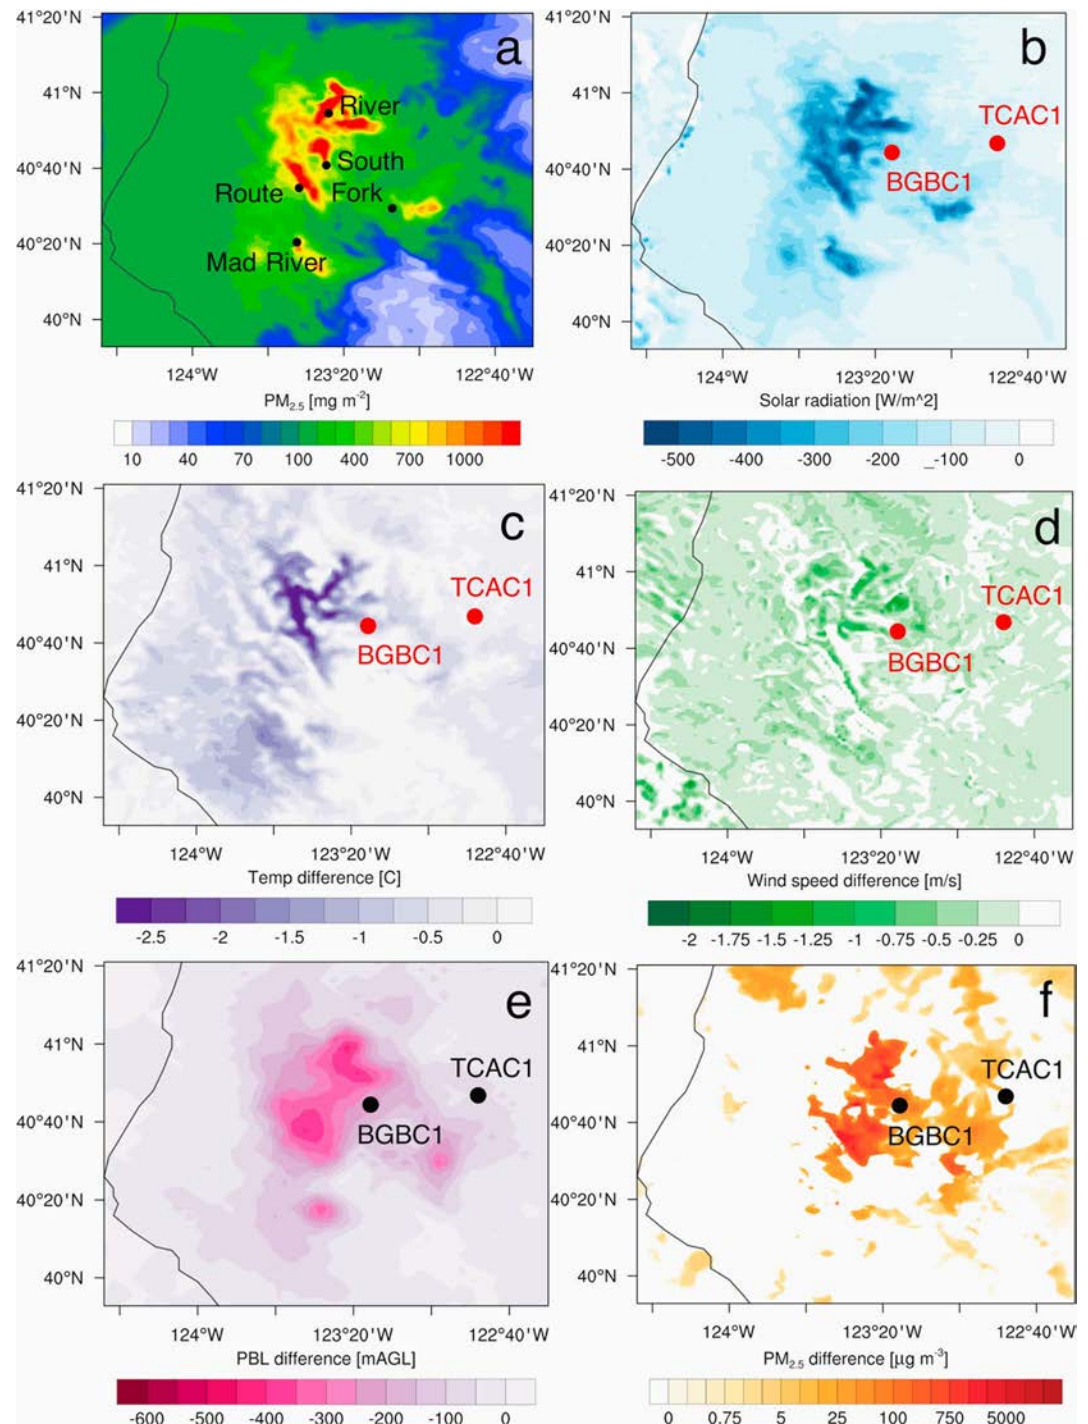 a
River
South
Route Fork
Mad River
41°20'N
41°N
40°40'N
40°20'N
40°N
124°W 123°20'W 122°40'W
PM2.5 [mg m-2]
10 40 70 100 400 700 1000
b
TCAC1
BGBC1
41°20'N
41°N
40°40'N
40°20'N
40°N
124°W 123°20'W 122°40'W
Solar radiation [W/m^2]
-500 -400 -300 -200 _-100 0
c
TCAC1
BGBC1
41°20'N
41°N
40°40'N
40°20'N
40°N
124°W 123°20'W 122°40'W
Temp difference [C]
-2.5 -2 -1.5 -1 -0.5 0
d
TCAC1
BGBC1
41°20'N
41°N
40°40'N
40°20'N
40°N
124°W 123°20'W 122°40'W
Wind speed difference [m/s]
-2 -1.75 -1.5 -1.25 -1 -0.75 -0.5 -0.25 0
e
TCAC1
BGBC1
41°20'N
41°N
40°40'N
40°20'N
40°N
124°W 123°20'W 122°40'W
PBL difference [mAGL]
-600 -500 -400 -300 -200 -100 0
f
TCAC1
BGBC1
41°20'N
41°N
40°40'N
40°20'N
40°N
124°W 123°20'W 122°40'W
PM2.5 difference [µg m-3]
0 0.75 5 25 100 750 5000